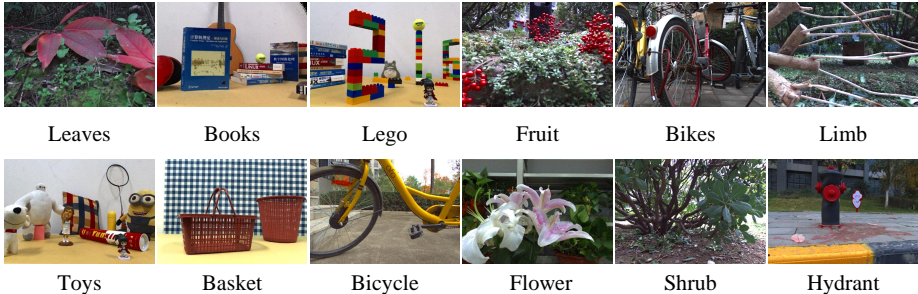 Leaves
Books
Lego
Fruit
Bikes
Limb
Toys
Basket
Bicycle
Flower
Shrub
Hydrant